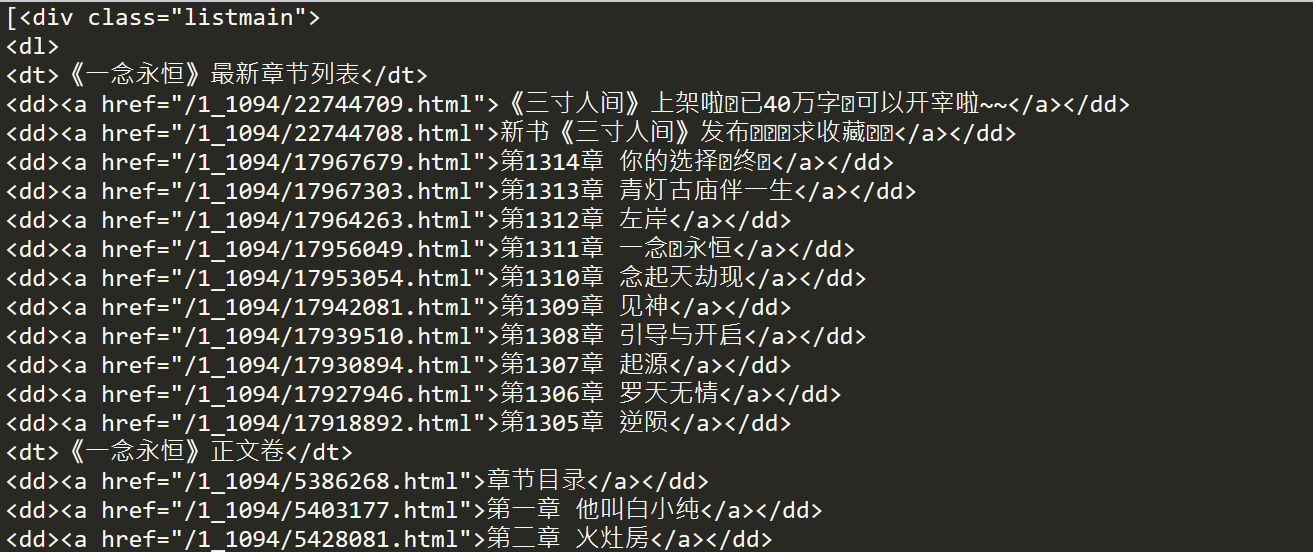 [<div class="listmain">
<dl>
<dt>《一念永恒》最新章节列表</dt>
<dd><a href="/1_1094/22744709.html">《三寸人间》上架啦已40万字可以开宰啦~~</a></dd>
<dd><a href="/1_1094/22744708.html">新书《三寸人间》发布求收藏</a></dd>
<dd><a href="/1_1094/17967679.html">第1314章 你的选择终</a></dd>
<dd><a href="/1_1094/17967303.html">第1313章 青灯古庙伴一生</a></dd>
<dd><a href="/1_1094/17964263.html">第1312章 左岸</a></dd>
<dd><a href="/1_1094/17956049.html">第1311章 一念永恒</a></dd>
<dd><a href="/1_1094/17953054.html">第1310章 念起天劫现</a></dd>
<dd><a href="/1_1094/17942081.html">第1309章 见神</a></dd>
<dd><a href="/1_1094/17939510.html">第1308章 引导与开启</a></dd>
<dd><a href="/1_1094/17930894.html">第1307章 起源</a></dd>
<dd><a href="/1_1094/17927946.html">第1306章 罗天无情</a></dd>
<dd><a href="/1_1094/17918892.html">第1305章 逆陨</a></dd>
<dt>《一念永恒》正文卷</dt>
<dd><a href="/1_1094/5386268.html">章节目录</a></dd>
<dd><a href="/1_1094/5403177.html">第一章 他叫白小纯</a></dd>
<dd><a href="/1_1094/5428081.html">第二章 火灶房</a></dd>